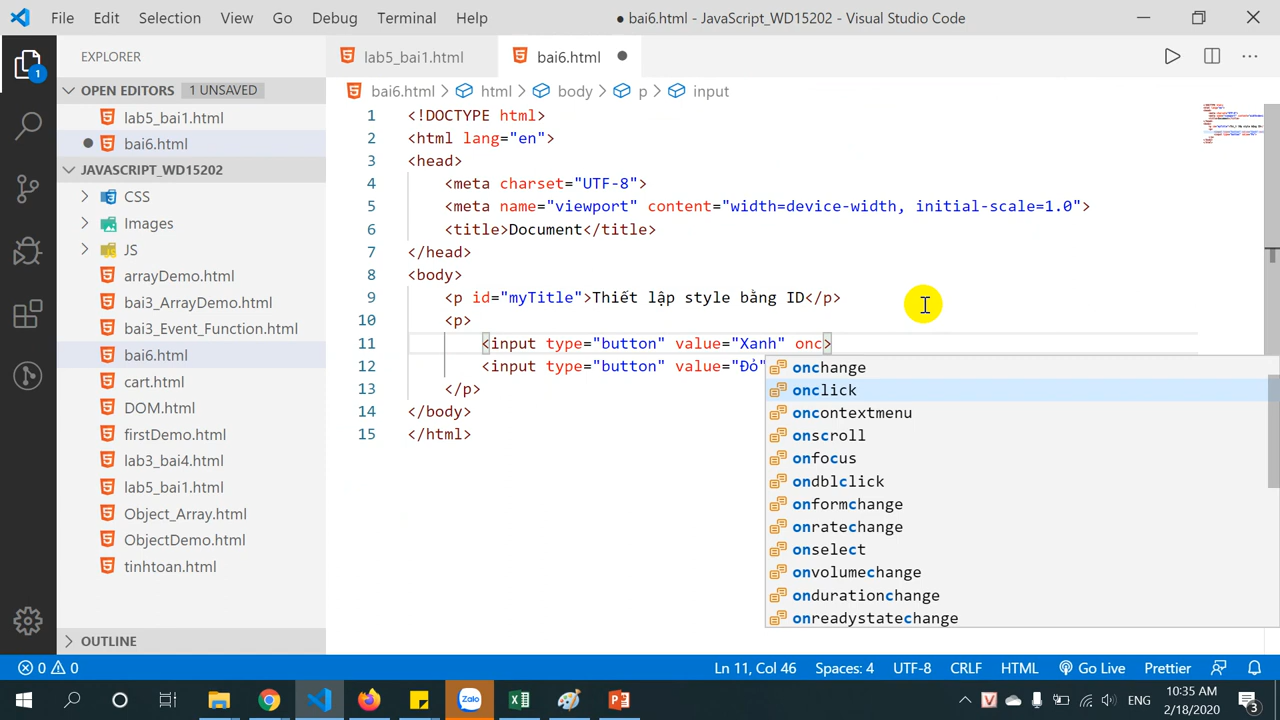 File Edit Selection View Go Debug Terminal Help
● bai6.html - JavaScript_WD15202 - Visual Studio Code
EXPLORER
OPEN EDITORS 1 UNSAVED
lab5_bai1.html
bai6.html
JAVASCRIPT_WD15202
CSS
Images
JS
arrayDemo.html
bai3_ArrayDemo.html
bai3_Event_Function.html
bai6.html
cart.html
DOM.html
firstDemo.html
lab3_bai4.html
lab5_bai1.html
Object_Array.html
ObjectDemo.html
tinhtoan.html
OUTLINE
1
lab5_bai1.html bai6.html
bai6.html > html > body > p > input
1 <!DOCTYPE html>
2 <html lang="en">
3 <head>
4 <meta charset="UTF-8">
5 <meta name="viewport" content="width=device-width, initial-scale=1.0">
6 <title>Document</title>
7 </head>
8 <body>
9 <p id="myTitle">Thiết lập style bằng ID</p>
10 <p>
11 <input type="button" value="Xanh" onc>
12 <input type="button" value="Đỏ"
13 </p>
14 </body>
15 </html>
onchange
onclick
oncontextmenu
onscroll
onfocus
ondblclick
onformchange
onratechange
onselect
onvolumechange
ondurationchange
onreadystatechange
0 0
Ln 11, Col 46 Spaces: 4 UTF-8 CRLF HTML Go Live Prettier
Zalo
ENG
10:35 AM
2/18/2020
3